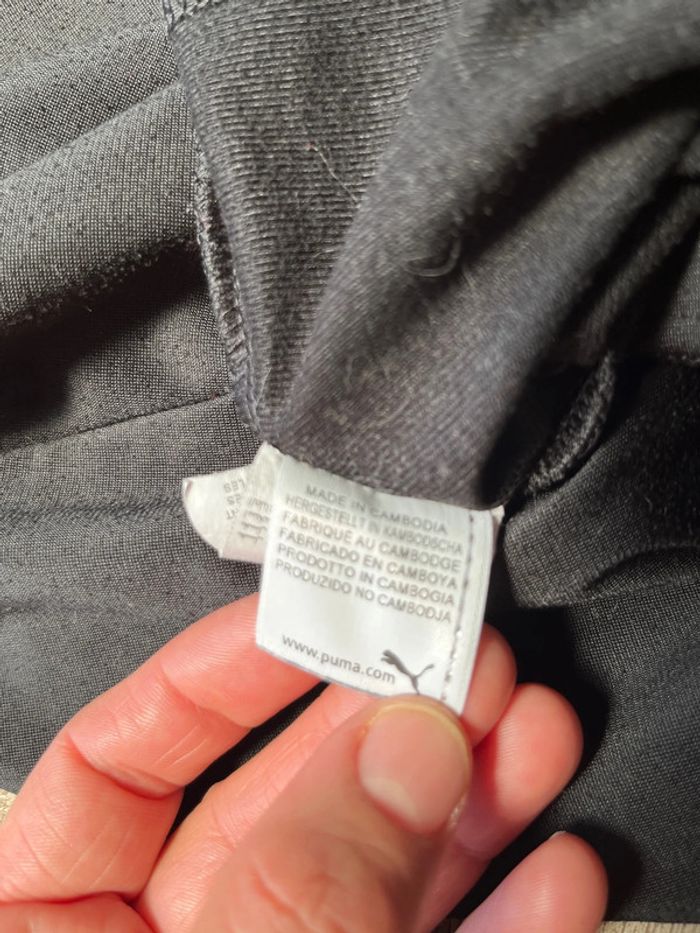 MADE IN CAMBODIA
HERGESTELLT IN KAMBODSCHA
FABRIQUÉ AU CAMBODGE
FABRICADO EN CAMBOYA
PRODOTTO IN CAMBOGIA
PRODUZIDO NO CAMBODJA
www.puma.com